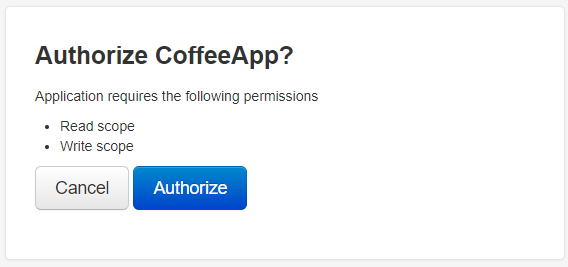 Authorize CoffeeApp?
Application requires the following permissions
Read scope
Write scope
Cancel Authorize